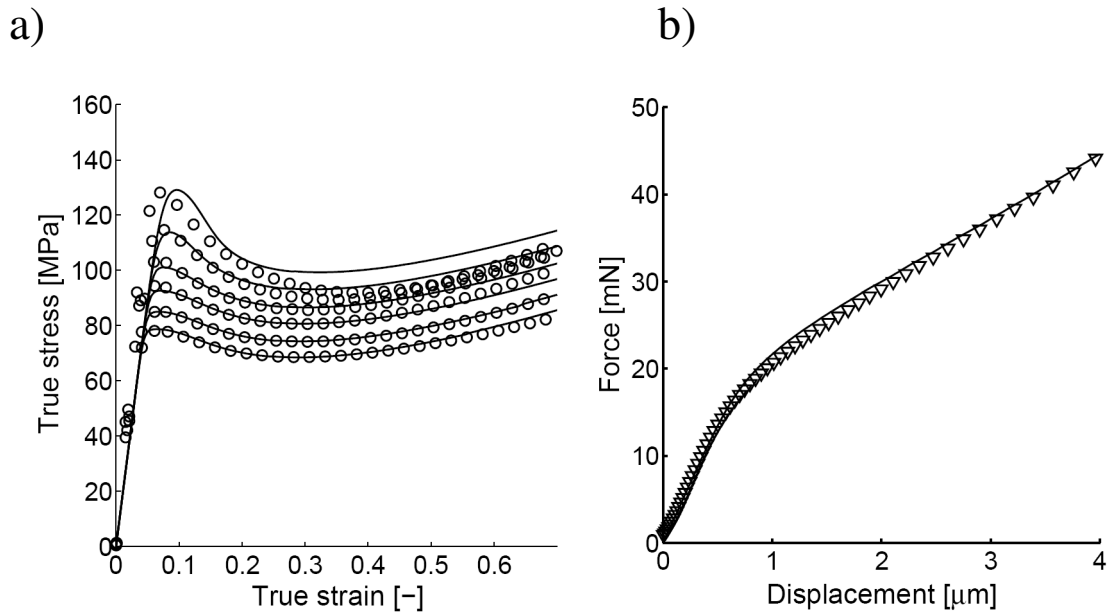 a)
b)
160
140
120
100
80
60
40
20
0
True stress [MPa]
0 0.1 0.2 0.3 0.4 0.5 0.6
True strain [−]
50
40
30
20
10
0
Force [mN]
0 1 2 3 4
Displacement [μm]